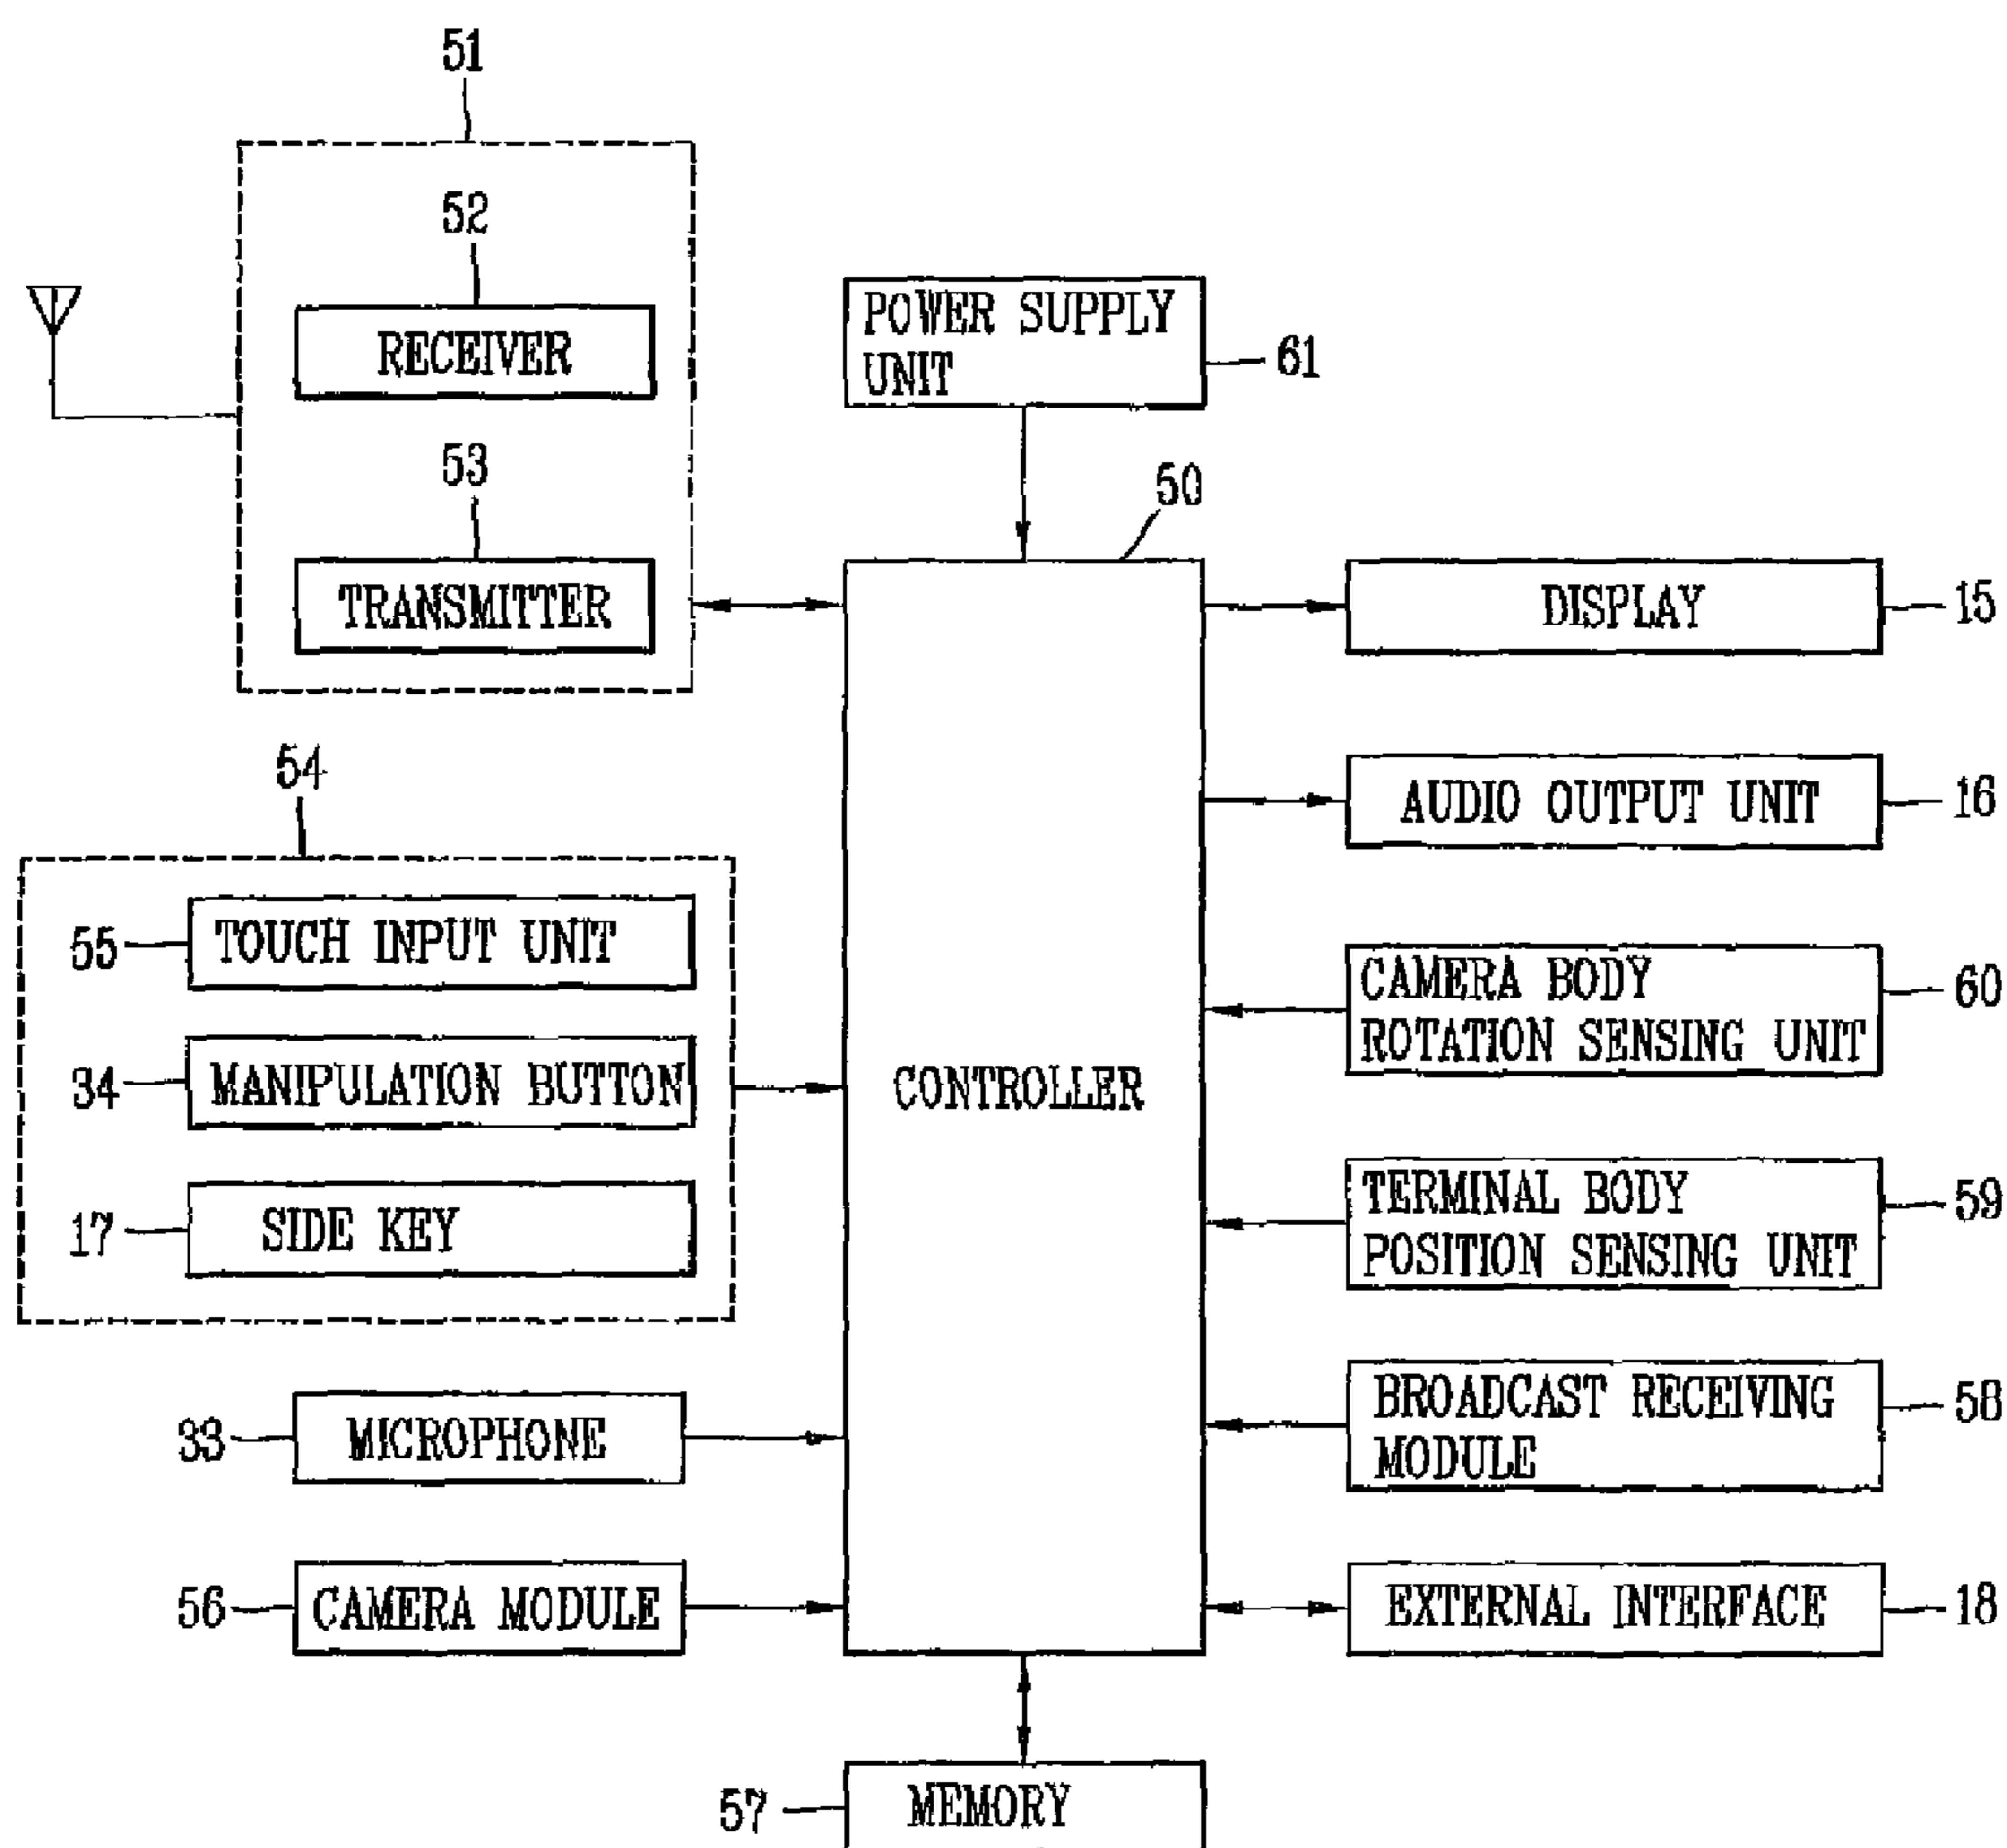 51
52
RECEIVER
53
TRANSMITTER
POWER SUPPLY
UNIT
61
50
CONTROLLER
54
55 TOUCH INPUT UNIT
34 MANIPULATION BUTTON
17 SIDE KEY
33 MICROPHONE
56 CAMERA MODULE
DISPLAY 15
AUDIO OUTPUT UNIT 16
CAMERA BODY
ROTATION SENSING UNIT 60
TERMINAL BODY
POSITION SENSING UNIT 59
BROADCAST RECEIVING
MODULE 58
EXTERNAL INTERFACE 18
57 MEMORY